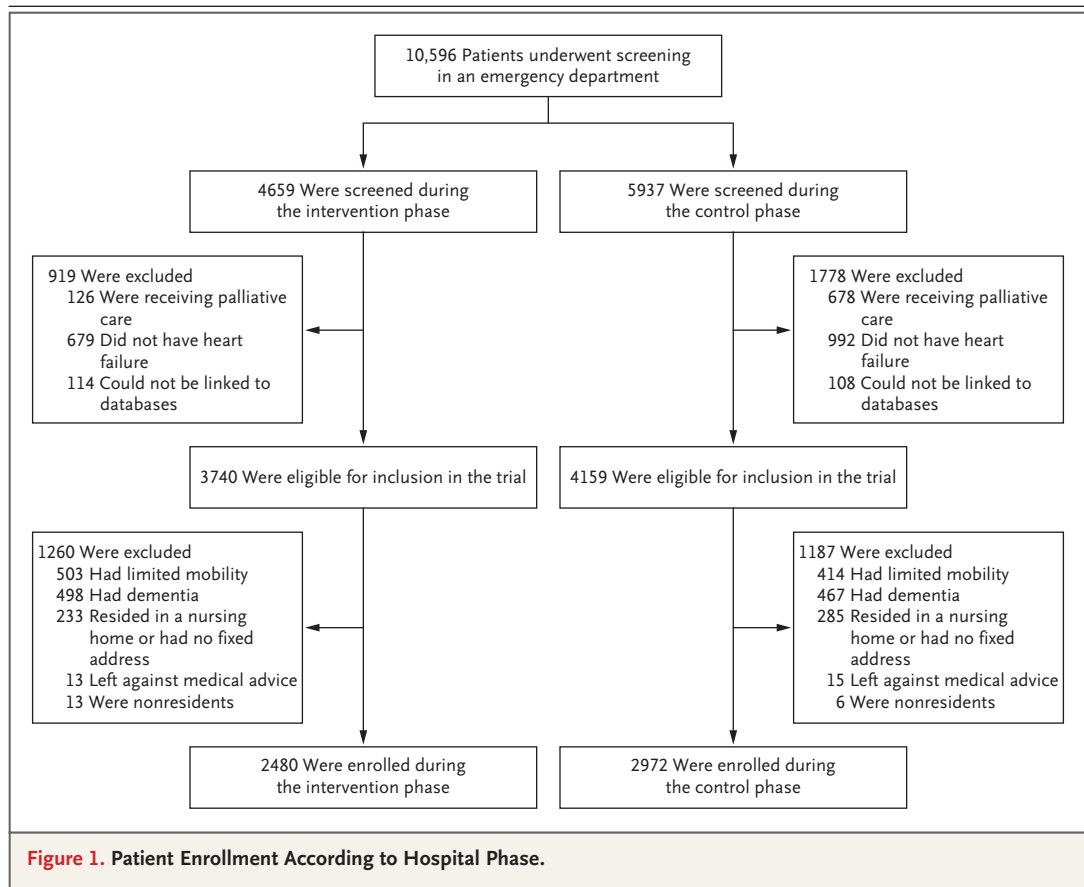 10,596 Patients underwent screening
in an emergency department
4659 Were screened during
the intervention phase
5937 Were screened during
the control phase
919 Were excluded
126 Were receiving palliative
care
679 Did not have heart
failure
114 Could not be linked to
databases
1778 Were excluded
678 Were receiving palliative
care
992 Did not have heart
failure
108 Could not be linked to
databases
3740 Were eligible for inclusion in the trial
4159 Were eligible for inclusion in the trial
1260 Were excluded
503 Had limited mobility
498 Had dementia
233 Resided in a nursing
home or had no fixed
address
13 Left against medical advice
13 Were nonresidents
1187 Were excluded
414 Had limited mobility
467 Had dementia
285 Resided in a nursing
home or had no fixed
address
15 Left against medical advice
6 Were nonresidents
2480 Were enrolled during
the intervention phase
2972 Were enrolled during
the control phase
Figure 1. Patient Enrollment According to Hospital Phase.